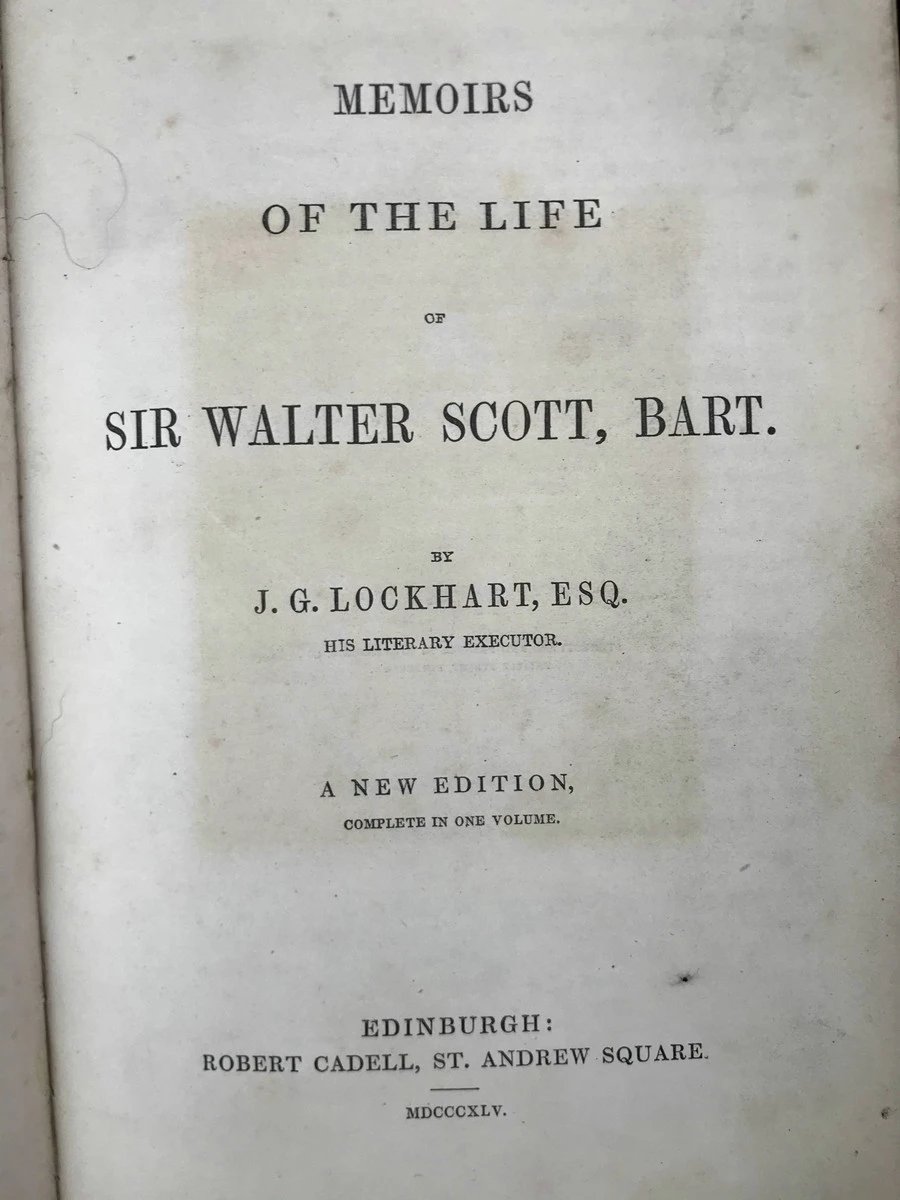 MEMOIRS
OF THE LIFE
OF
SIR WALTER SCOTT, BART.
BY
J. G. LOCKHART, ESQ.
HIS LITERARY EXECUTOR.
A NEW EDITION,
COMPLETE IN ONE VOLUME.
EDINBURGH:
ROBERT CADELL, ST. ANDREW SQUARE.
MDCCCXLV.